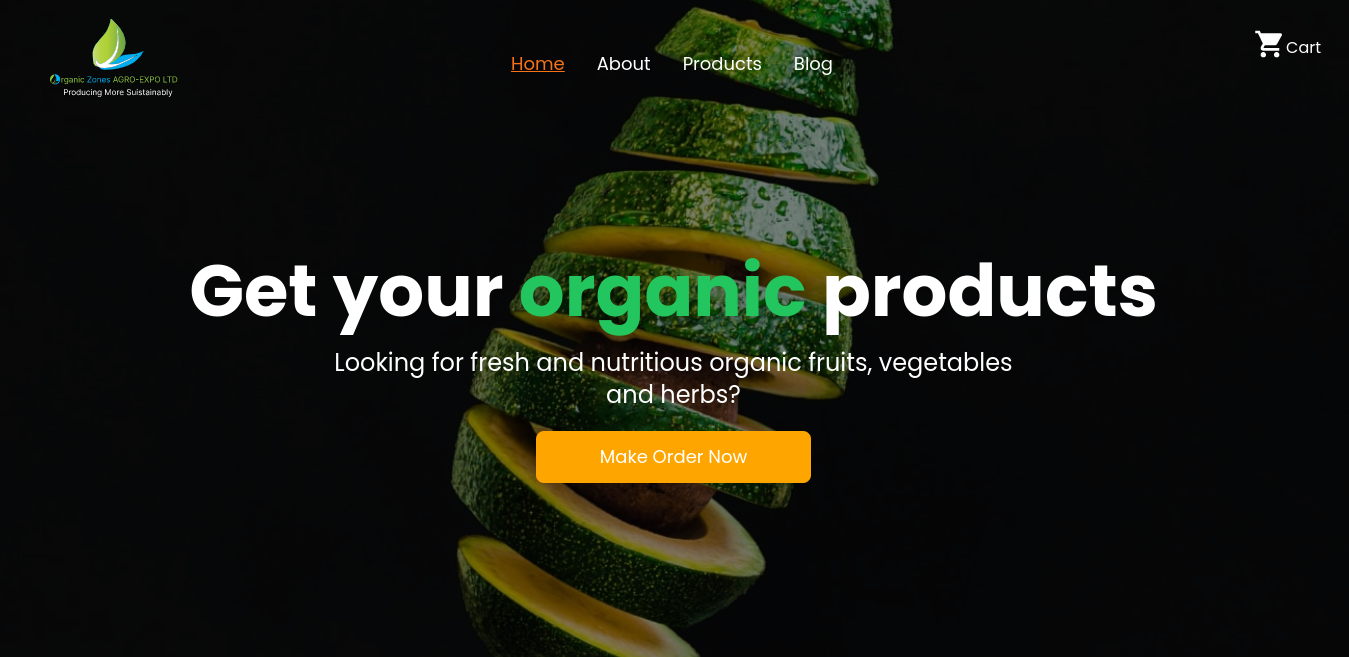 Organic Zones AGRO-EXPO LTD
Producing More Suistainably
Home About Products Blog
Cart
Get your organic products
Looking for fresh and nutritious organic fruits, vegetables
and herbs?
Make Order Now